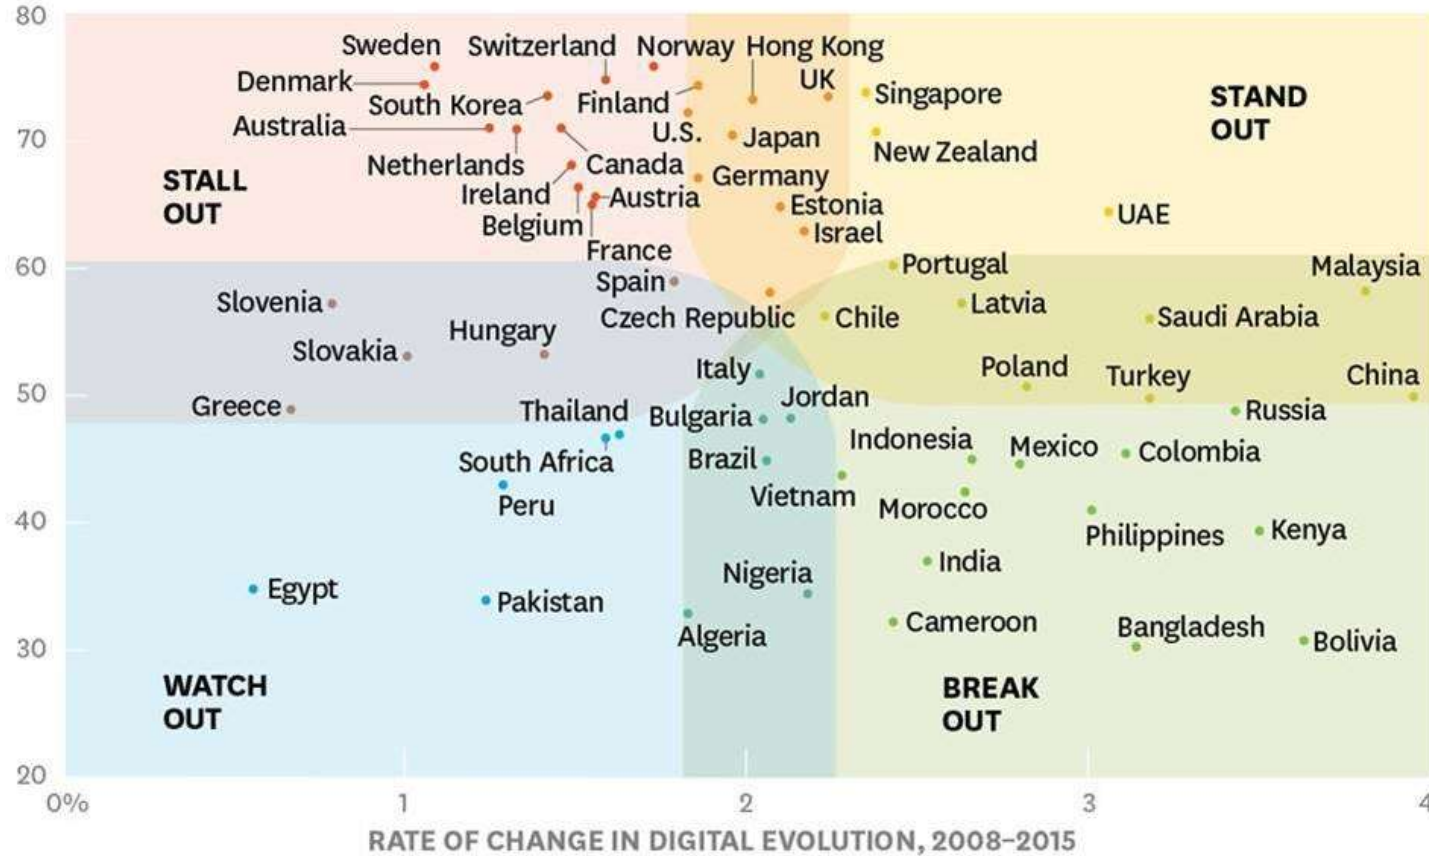 80
Sweden Switzerland Norway Hong Kong
Denmark UK
South Korea Finland Singapore
STAND
OUT
Australia U.S. Japan
70
New Zealand
Netherlands Canada
Germany
STALL
OUT
Ireland Austria
Belgium Estonia
UAE
Israel
France
60
Portugal Malaysia
Spain
Slovenia Czech Republic Chile Latvia Saudi Arabia
Hungary
Slovakia
Italy Poland Turkey China
50
Greece Thailand Bulgaria Jordan Russia
Indonesia Mexico Colombia
South Africa Brazil
Peru Vietnam Morocco
40
Philippines Kenya
India
Nigeria
Egypt Pakistan
Algeria Cameroon Bangladesh Bolivia
30
WATCH
OUT
BREAK
OUT
20
0% 1 2 3 4
RATE OF CHANGE IN DIGITAL EVOLUTION, 2008–2015